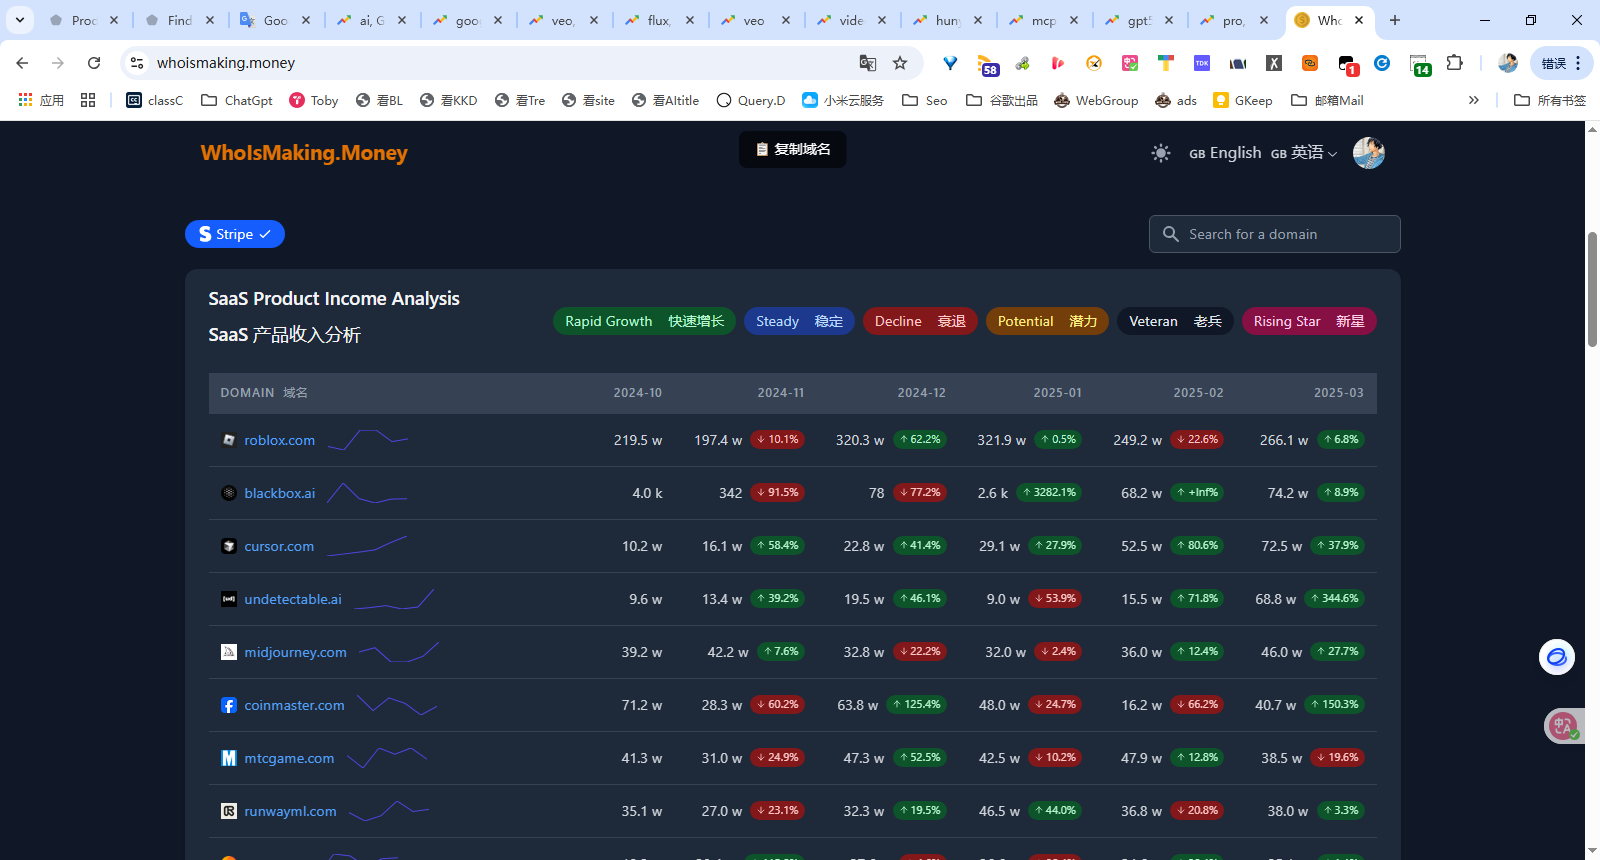 Proc
Find
Goo
ai, G
goo
veo,
flux,
veo
vide
hun
mcp
gpt
pro,
Who
whoismaking.money
58
TDK
1
14
错误
应用
classC
ChatGpt
Toby
看BL
看KKD
看Tre
看site
看AItitle
Query.D
小米云服务
Seo
谷歌出品
WebGroup
ads
GKeep
邮箱Mail
所有书签
WhoIsMaking.Money
复制域名
GB English GB 英语
Stripe
Search for a domain
SaaS Product Income Analysis
SaaS 产品收入分析
Rapid Growth 快速增长
Steady 稳定
Decline 衰退
Potential 潜力
Veteran 老兵
Rising Star 新星
DOMAIN 域名 2024-10 2024-11 2024-12 2025-01 2025-02 2025-03
roblox.com 219.5 w 197.4 w ↓ 10.1% 320.3 w ↑ 62.2% 321.9 w ↑ 0.5% 249.2 w ↓ 22.6% 266.1 w ↑ 6.8%
blackbox.ai 4.0 k 342 ↓ 91.5% 78 ↓ 77.2% 2.6 k ↑ 3282.1% 68.2 w ↑ +Inf% 74.2 w ↑ 8.9%
cursor.com 10.2 w 16.1 w ↑ 58.4% 22.8 w ↑ 41.4% 29.1 w ↑ 27.9% 52.5 w ↑ 80.6% 72.5 w ↑ 37.9%
undetectable.ai 9.6 w 13.4 w ↑ 39.2% 19.5 w ↑ 46.1% 9.0 w ↓ 53.9% 15.5 w ↑ 71.8% 68.8 w ↑ 344.6%
midjourney.com 39.2 w 42.2 w ↑ 7.6% 32.8 w ↓ 22.2% 32.0 w ↓ 2.4% 36.0 w ↑ 12.4% 46.0 w ↑ 27.7%
coinmaster.com 71.2 w 28.3 w ↓ 60.2% 63.8 w ↑ 125.4% 48.0 w ↓ 24.7% 16.2 w ↓ 66.2% 40.7 w ↑ 150.3%
mtcgame.com 41.3 w 31.0 w ↓ 24.9% 47.3 w ↑ 52.5% 42.5 w ↓ 10.2% 47.9 w ↑ 12.8% 38.5 w ↓ 19.6%
runwayml.com 35.1 w 27.0 w ↓ 23.1% 32.3 w ↑ 19.5% 46.5 w ↑ 44.0% 36.8 w ↓ 20.8% 38.0 w ↑ 3.3%